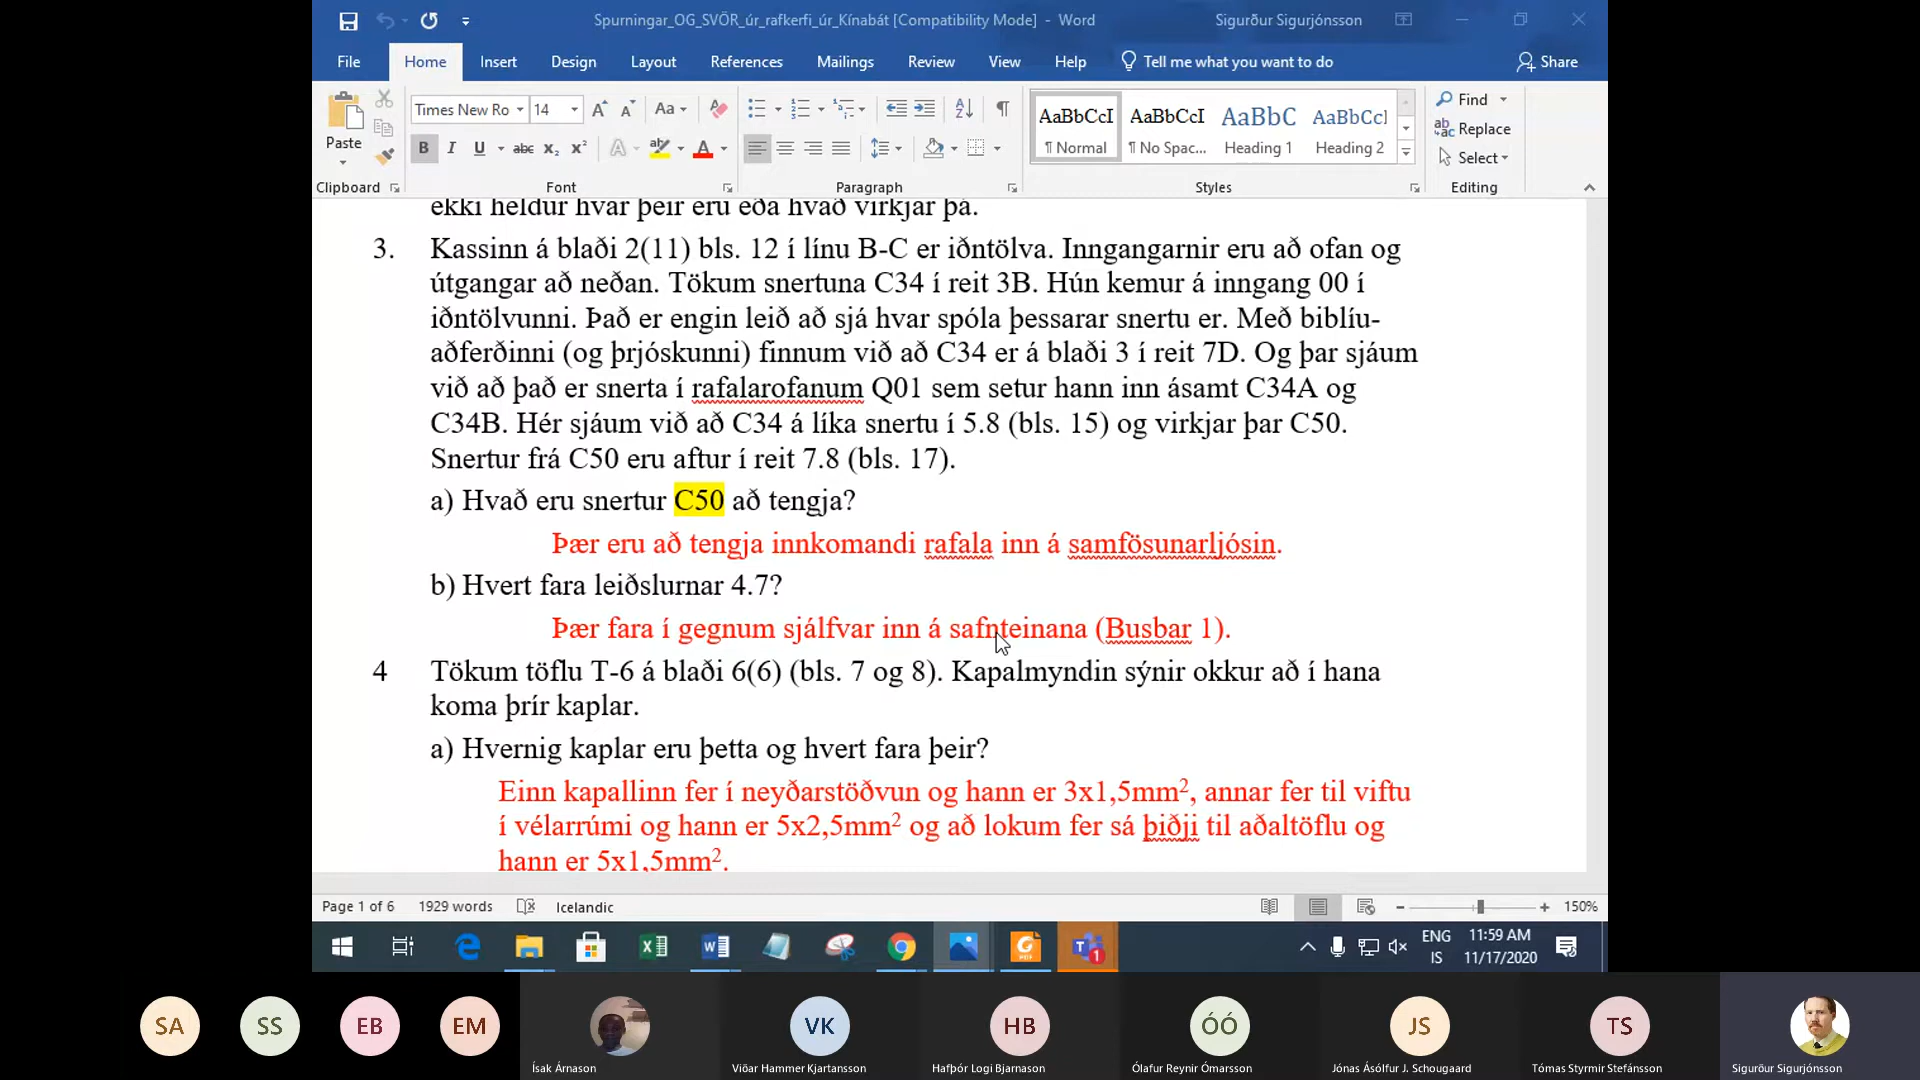 Spurningar_OG_SVÖR_úr_rafkerfi_úr_Kínabát [Compatibility Mode] - Word
Sigurður Sigurjónsson
File Home Insert Design Layout References Mailings Review View Help Tell me what you want to do Share
Times New Ro 14 Aa
AaBbCcI AaBbCcI AaBbC AaBbCcI
Find
Replace
Paste
B I U abc x₂ x² A ab A
¶ Normal ¶ No Spac... Heading 1 Heading 2
Select
Clipboard Font Paragraph Styles Editing
ekki heldur hvar þeir eru eða hvað virkjar þá.
3. Kassinn á blaði 2(11) bls. 12 í línu B-C er iðntölva. Inngangarnir eru að ofan og
útgangar að neðan. Tökum snertuna C34 í reit 3B. Hún kemur á inngang 00 í
iðntölvunni. Það er engin leið að sjá hvar spóla þessarar snertu er. Með biblíu-
aðferðinni (og þrjóskunni) finnum við að C34 er á blaði 3 í reit 7D. Og þar sjáum
við að það er snerta í rafalarofanum Q01 sem setur hann inn ásamt C34A og
C34B. Hér sjáum við að C34 á líka snertu í 5.8 (bls. 15) og virkjar þar C50.
Snertur frá C50 eru aftur í reit 7.8 (bls. 17).
a) Hvað eru snertur C50 að tengja?
Þær eru að tengja innkomandi rafala inn á samfösunarljósin.
b) Hvert fara leiðslurnar 4.7?
Þær fara í gegnum sjálfvar inn á safnteinana (Busbar 1).
4 Tökum töflu T-6 á blaði 6(6) (bls. 7 og 8). Kapalmyndin sýnir okkur að í hana
koma þrír kaplar.
a) Hvernig kaplar eru þetta og hvert fara þeir?
Einn kapallinn fer í neyðarstöðvun og hann er 3x1,5mm², annar fer til viftu
í vélarrúmi og hann er 5x2,5mm² og að lokum fer sá þiðji til aðaltöflu og
hann er 5x1,5mm².
Page 1 of 6 1929 words Icelandic 150%
ENG 11:59 AM
IS 11/17/2020
SA SS EB EM VK HB ÓÓ JS TS
Ísak Árnason Viðar Hammer Kjartansson Hafþór Logi Bjarnason Ólafur Reynir Ómarsson Jónas Ásólfur J. Schougaard Tómas Styrmir Stefánsson Sigurður Sigurjónsson